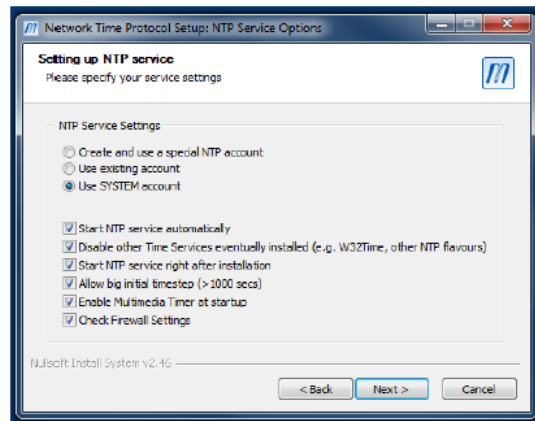 Network Time Protocol Setup: NTP Service Options
Setting up NTP service
Please specify your service settings
NTP Service Settings
Create and use a special NTP account
Use existing account
Use SYSTEM account
Start NTP service automatically
Disable other Time Services eventually installed (e.g. W32Time, other NTP flavours)
Start NTP service right after installation
Allow big initial timestep (>1000 secs)
Enable Multimedia Timer at startup
Check Firewall Settings
Nullsoft Install System v2.46
< Back Next > Cancel